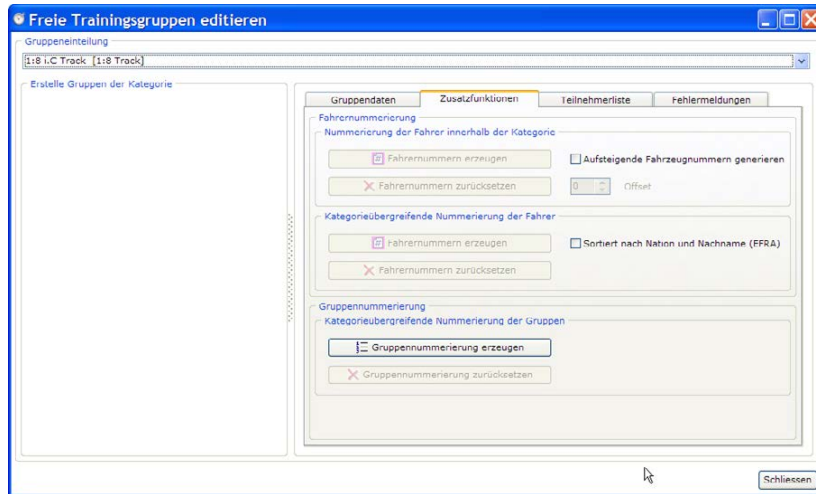 Freie Trainingsgruppen editieren
Gruppeneinteilung
1:8 i.C Track [1:8 Track]
Erstelle Gruppen der Kategorie
Gruppendaten
Zusatzfunktionen
Teilnehmerliste
Fehlermeldungen
Fahrernummerierung
Nummerierung der Fahrer innerhalb der Kategorie
Fahrernummern erzeugen
Aufsteigende Fahrzeugnummern generieren
Fahrernummern zurücksetzen
0
Offset
Kategorieübergreifende Nummerierung der Fahrer
Fahrernummern erzeugen
Sortiert nach Nation und Nachname (EFRA)
Fahrernummern zurücksetzen
Gruppennummerierung
Kategorieübergreifende Nummerierung der Gruppen
Gruppennummerierung erzeugen
Gruppennummerierung zurücksetzen
Schliessen